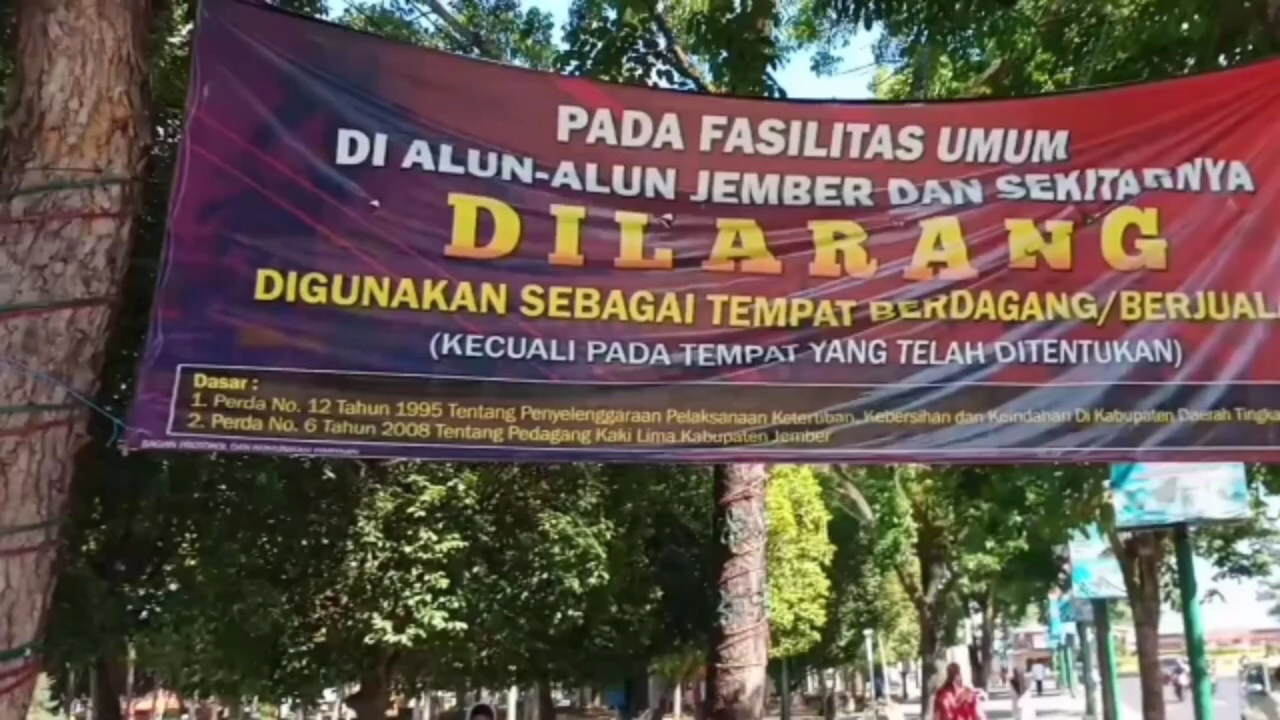 PADA FASILITAS UMUM
DI ALUN-ALUN JEMBER DAN SEKITARNYA
DILARANG
DIGUNAKAN SEBAGAI TEMPAT BERDAGANG/BERJUAL
(KECUALI PADA TEMPAT YANG TELAH DITENTUKAN)
Dasar :
1. Perda No. 12 Tahun 1995 Tentang Penyelenggaraan Pelaksanaan Ketertiban, Kebersihan dan Keindahan Di Kabupaten Daerah Tingka
2. Perda No. 6 Tahun 2008 Tentang Pedagang Kaki Lima Kabupaten Jember